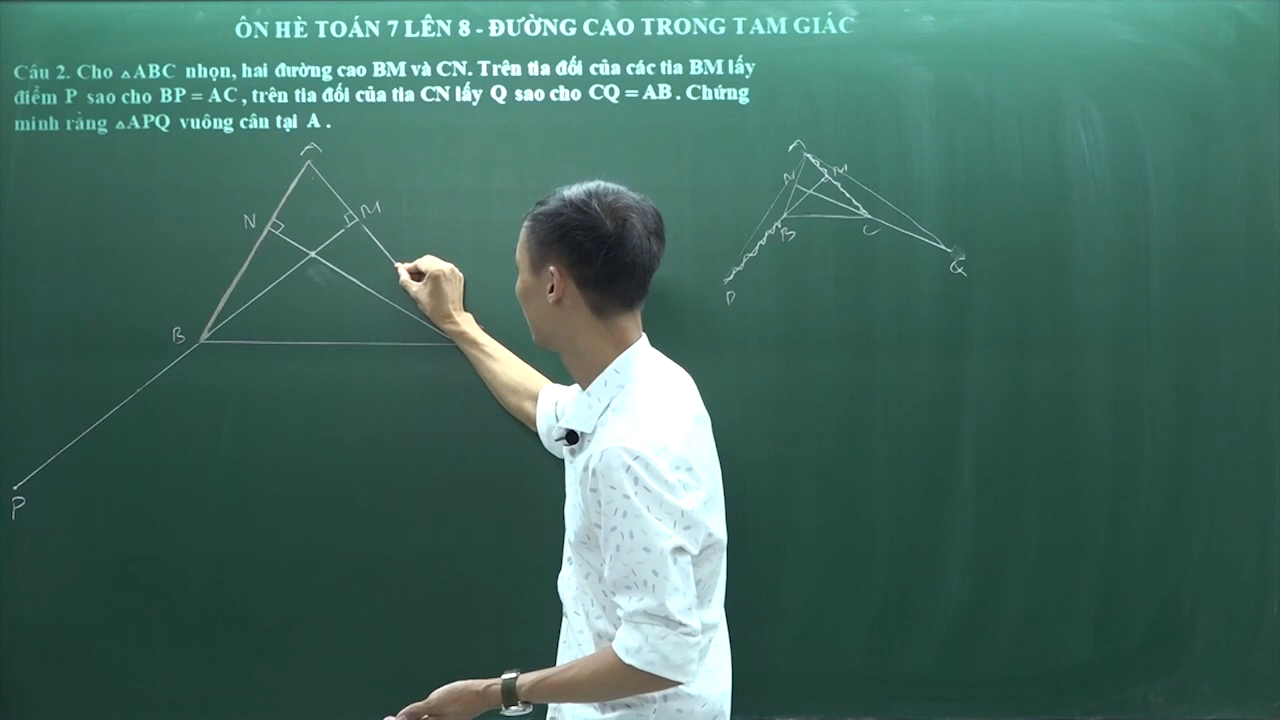 ÔN HÈ TOÁN 7 LÊN 8 - ĐƯỜNG CAO TRONG TAM GIÁC
Câu 2. Cho △ABC nhọn, hai đường cao BM và CN. Trên tia đối của các tia BM lấy
điểm P sao cho BP = AC, trên tia đối của tia CN lấy Q sao cho CQ = AB. Chứng
minh rằng △APQ vuông cân tại A.
A
N
M
B
P
A
N
M
B
C
P
Q